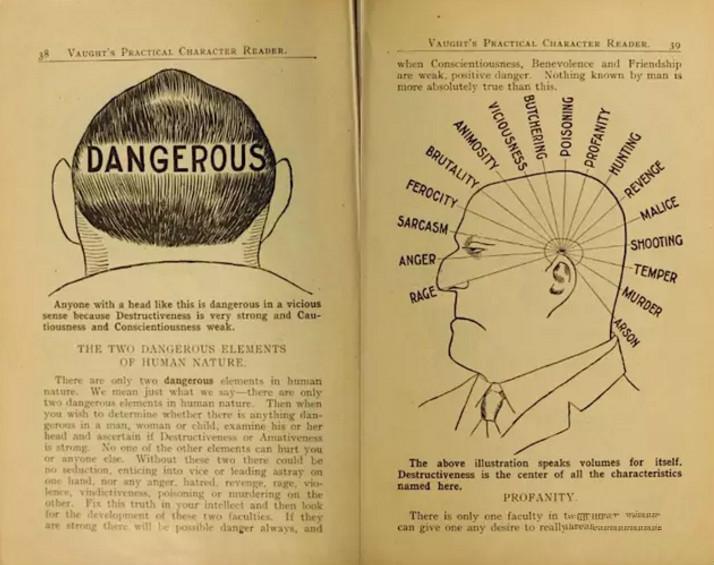 38 VAUGHT'S PRACTICAL CHARACTER READER.
DANGEROUS
Anyone with a head like this is dangerous in a vicious
sense because Destructiveness is very strong and Cau-
tiousness and Conscientiousness weak.
THE TWO DANGEROUS ELEMENTS
OF HUMAN NATURE.
There are only two dangerous elements in human
nature. We mean just what we say—there are only
two dangerous elements in human nature. Then when
you wish to determine whether there is anything dan-
gerous in a man, woman or child, examine his or her
head and ascertain if Destructiveness or Amativeness
is strong. No one of the other elements can hurt you
or anyone else. Without these two there could be
no seduction, enticing into vice or leading astray on
one hand, nor any anger, hatred, revenge, rage, vio-
lence, vindictiveness, poisoning or murdering on the
other. Fix this truth in your intellect and then look
for the development of these two faculties. If they
are strong there will be possible danger always, and
VAUGHT'S PRACTICAL CHARACTER READER. 39
when Conscientiousness, Benevolence and Friendship
are weak, positive danger. Nothing known by man is
more absolutely true than this.
RAGE
ANGER
SARCASM
FEROCITY
BRUTALITY
ANIMOSITY
VICIOUSNESS
BUTCHERING
POISONING
PROFANITY
HUNTING
REVENGE
MALICE
SHOOTING
TEMPER
MURDER
ARSON
The above illustration speaks volumes for itself.
Destructiveness is the center of all the characteristics
named here.
PROFANITY.
There is only one faculty in
can give one any desire to really